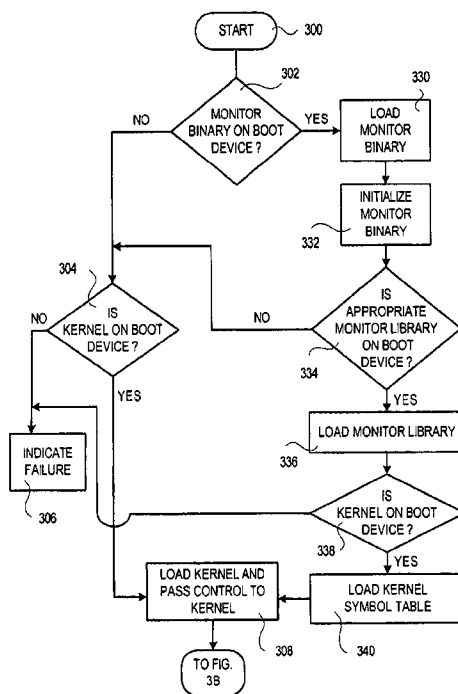 START
300
302
MONITOR
BINARY ON BOOT
DEVICE ?
NO
YES
330
LOAD
MONITOR
BINARY
INITIALIZE
MONITOR
BINARY
332
304
IS
KERNEL ON BOOT
DEVICE ?
NO
YES
IS
APPROPRIATE
MONITOR LIBRARY
ON BOOT
DEVICE ?
NO
334
YES
LOAD MONITOR LIBRARY
336
INDICATE
FAILURE
306
IS
KERNEL ON BOOT
DEVICE ?
338
YES
LOAD KERNEL AND
PASS CONTROL TO
KERNEL
308
LOAD KERNEL
SYMBOL TABLE
340
TO FIG.
3B